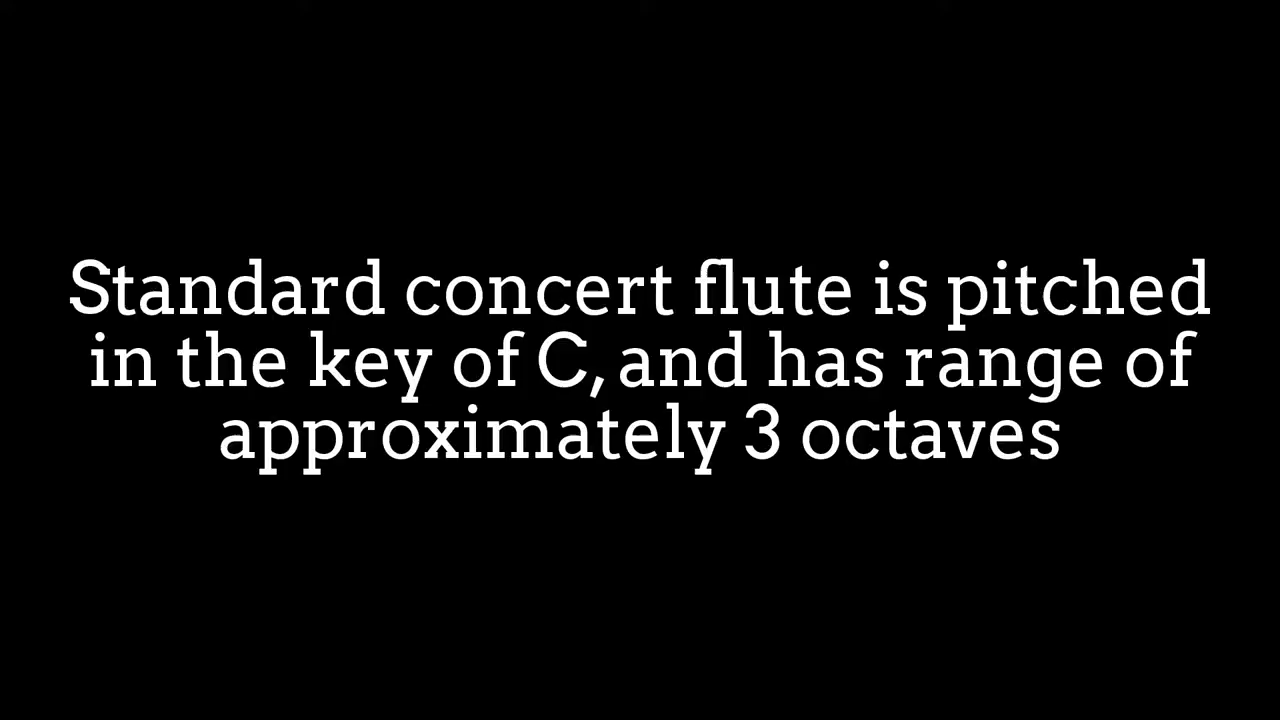 Standard concert flute is pitched
in the key of C, and has range of
approximately 3 octaves